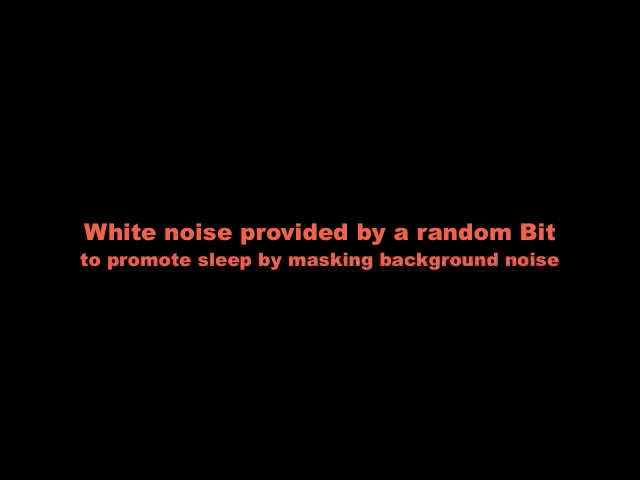 White noise provided by a random Bit
to promote sleep by masking background noise